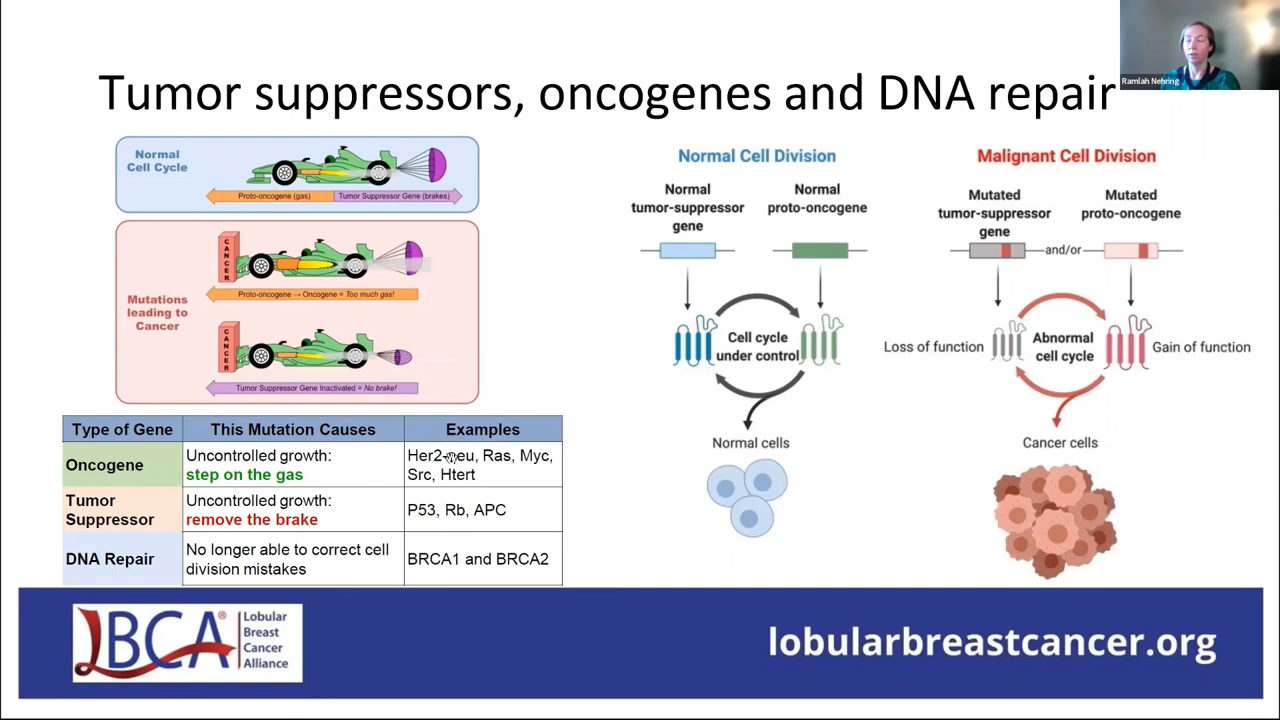 Tumor suppressors, oncogenes and DNA repair
Ramlah Nehring
Normal
Cell Cycle
Proto-oncogene (gas)
Tumor Suppressor Gene (brakes)
CANCER
Proto-oncogene → Oncogene = Too much gas!
Mutations
leading to
Cancer
CANCER
Tumor Suppressor Gene Inactivated = No brake!
Type of Gene
This Mutation Causes
Examples
Oncogene
Uncontrolled growth:
step on the gas
Her2-neu, Ras, Myc,
Src, Htert
Tumor
Suppressor
Uncontrolled growth:
remove the brake
P53, Rb, APC
DNA Repair
No longer able to correct cell
division mistakes
BRCA1 and BRCA2
Normal Cell Division
Normal
tumor-suppressor
gene
Normal
proto-oncogene
Cell cycle
under control
Normal cells
Malignant Cell Division
Mutated
tumor-suppressor
gene
and/or
Mutated
proto-oncogene
Loss of function
Abnormal
cell cycle
Gain of function
Cancer cells
LBCA®
Lobular
Breast
Cancer
Alliance
lobularbreastcancer.org